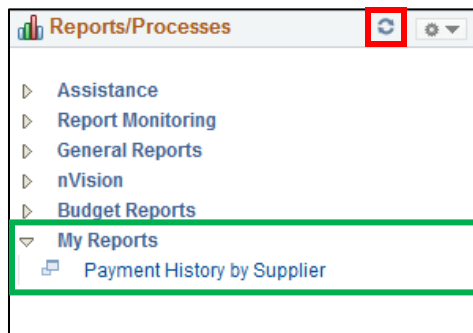 Reports/Processes
Assistance
Report Monitoring
General Reports
nVision
Budget Reports
My Reports
Payment History by Supplier